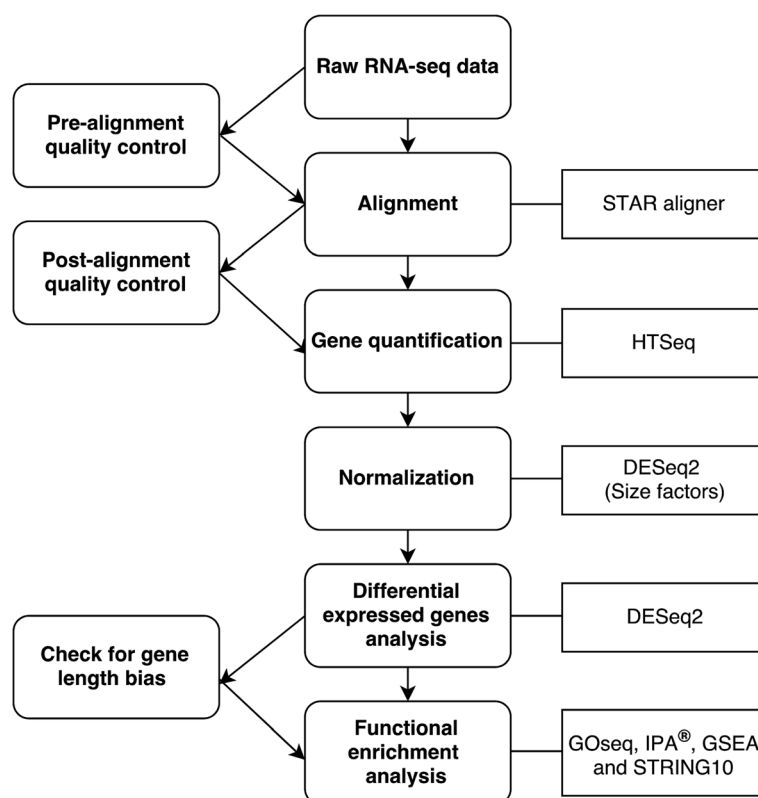 Raw RNA-seq data
Pre-alignment
quality control
Alignment
STAR aligner
Post-alignment
quality control
Gene quantification
HTSeq
Normalization
DESeq2
(Size factors)
Differential
expressed genes
analysis
DESeq2
Check for gene
length bias
Functional
enrichment
analysis
GOseq, IPA®, GSEA
and STRING10